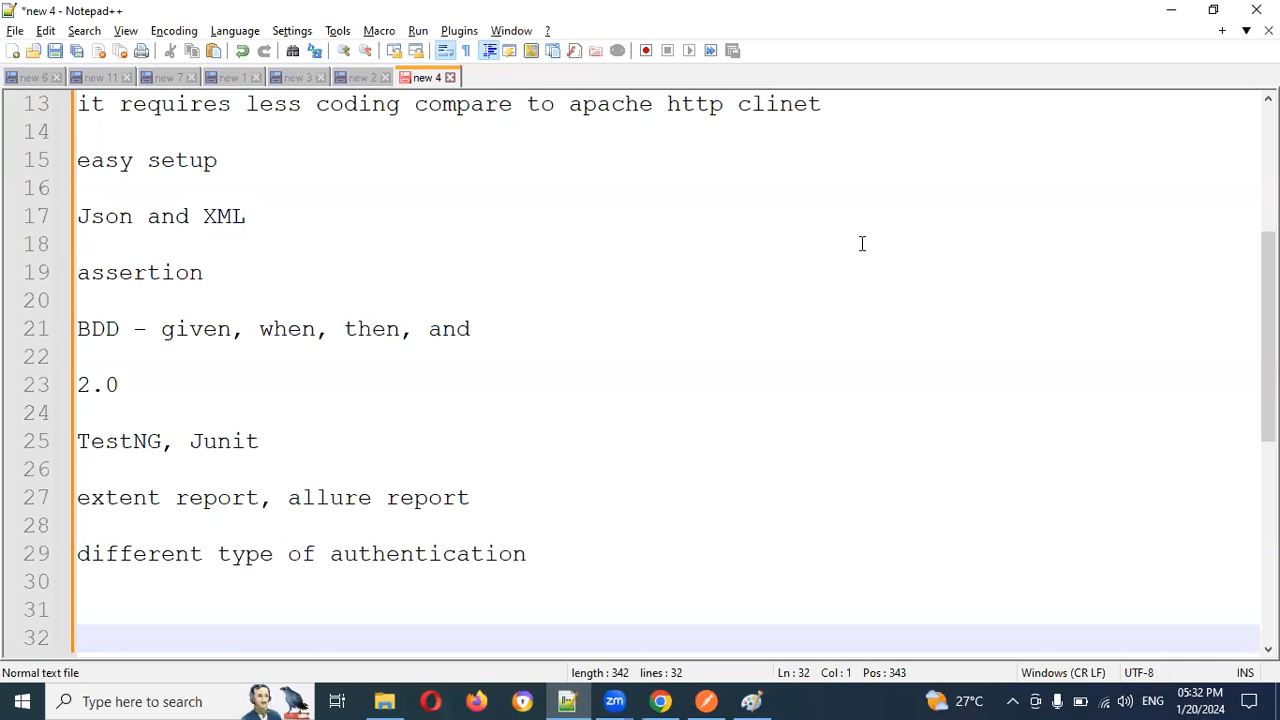 *new 4 - Notepad++
File Edit Search View Encoding Language Settings Tools Macro Run Plugins Window ?
new 6 new 11 new 7 new 1 new 3 new 2 new 4
13 it requires less coding compare to apache http clinet
14
15 easy setup
16
17 Json and XML
18
19 assertion
20
21 BDD - given, when, then, and
22
23 2.0
24
25 TestNG, Junit
26
27 extent report, allure report
28
29 different type of authentication
30
31
32
Normal text file length : 342 lines : 32 Ln : 32 Col : 1 Pos : 343 Windows (CR LF) UTF-8 INS
Type here to search 27°C ENG 05:32 PM
1/20/2024